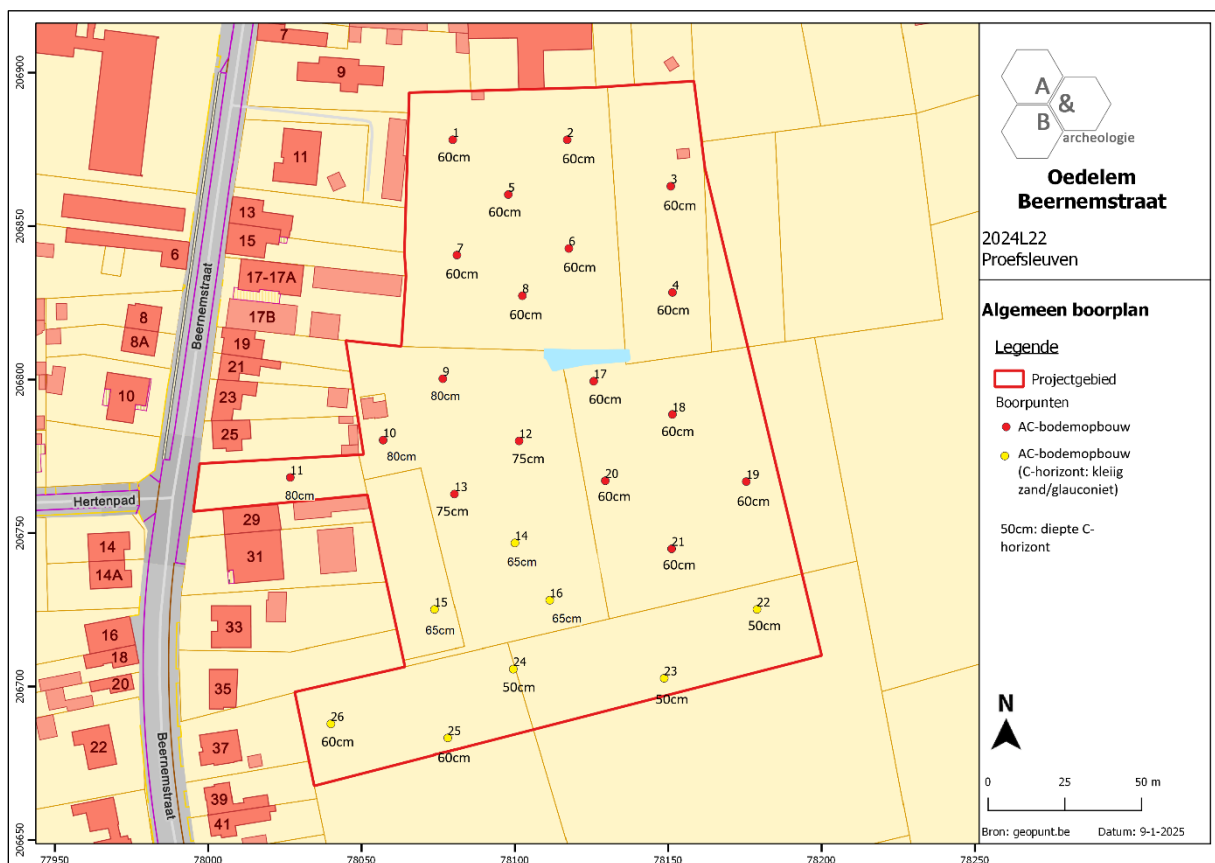 206900
206850
206800
206750
206700
206650
77950
78000
78050
78100
78150
78200
78250
7
9
11
13
15
6
17-17A
17B
8
8A
19
21
23
10
25
Beernemstraat
Hertenpad
29
31
14
14A
33
16
18
20
35
22
37
39
41
Beernemstraat
1
60cm
2
60cm
3
60cm
5
60cm
6
60cm
7
60cm
8
60cm
4
60cm
9
80cm
17
60cm
18
60cm
10
80cm
12
75cm
11
80cm
13
75cm
20
60cm
19
60cm
14
65cm
21
60cm
15
65cm
16
65cm
22
50cm
24
50cm
23
50cm
26
60cm
25
60cm
A
&
B
archeologie
Oedelem
Beernemstraat
2024L22
Proefsleuven
Algemeen boorplan
Legende
Projectgebied
Boorpunten
AC-bodemopbouw
AC-bodemopbouw
(C-horizont: kleiig
zand/glauconiet)
50cm: diepte C-
horizont
N
0 25 50 m
Bron: geopunt.be Datum: 9-1-2025